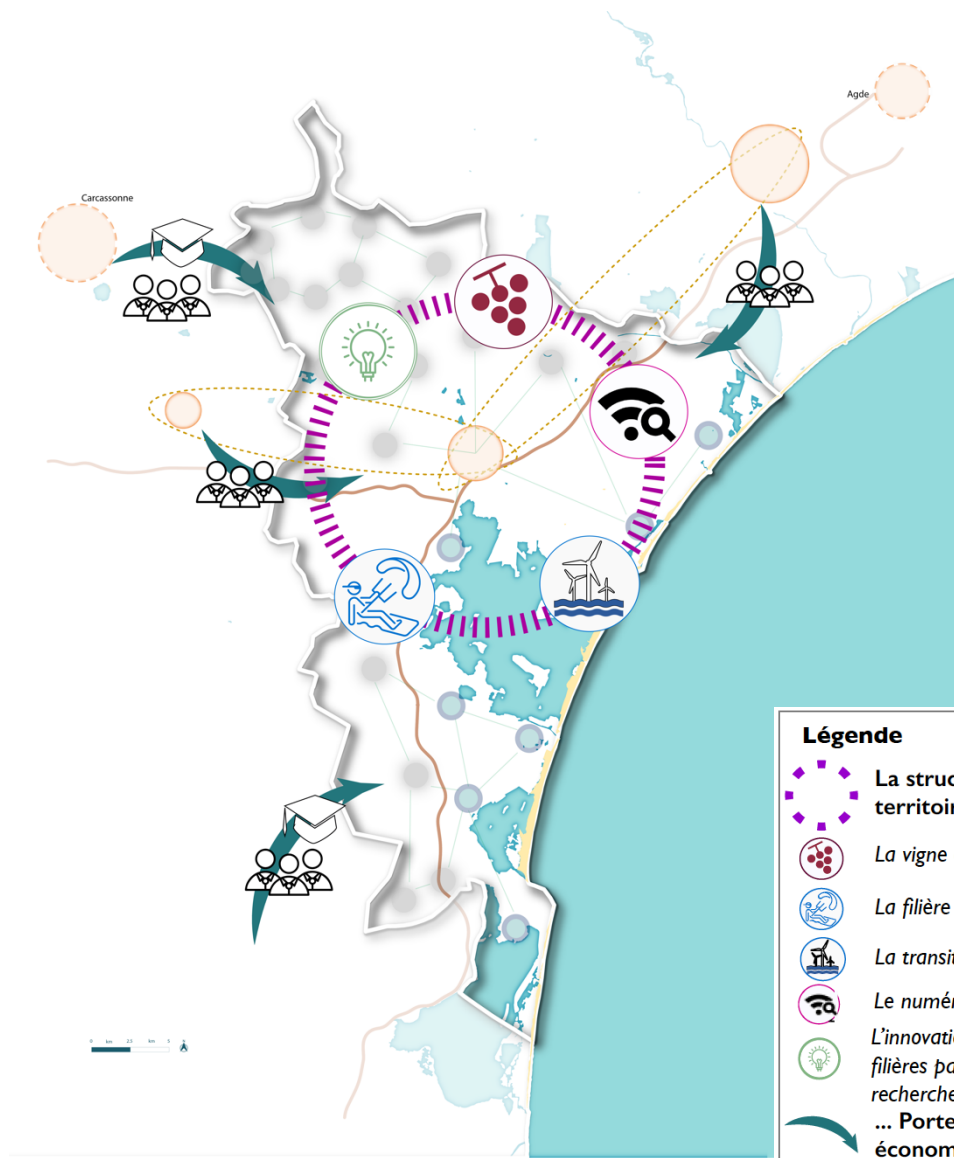 Agde
Carcassonne
Légende
La struc
territoir
La vigne
La filière
La transit
Le numér
L'innovatio
filières pa
recherche
... Porte
économ